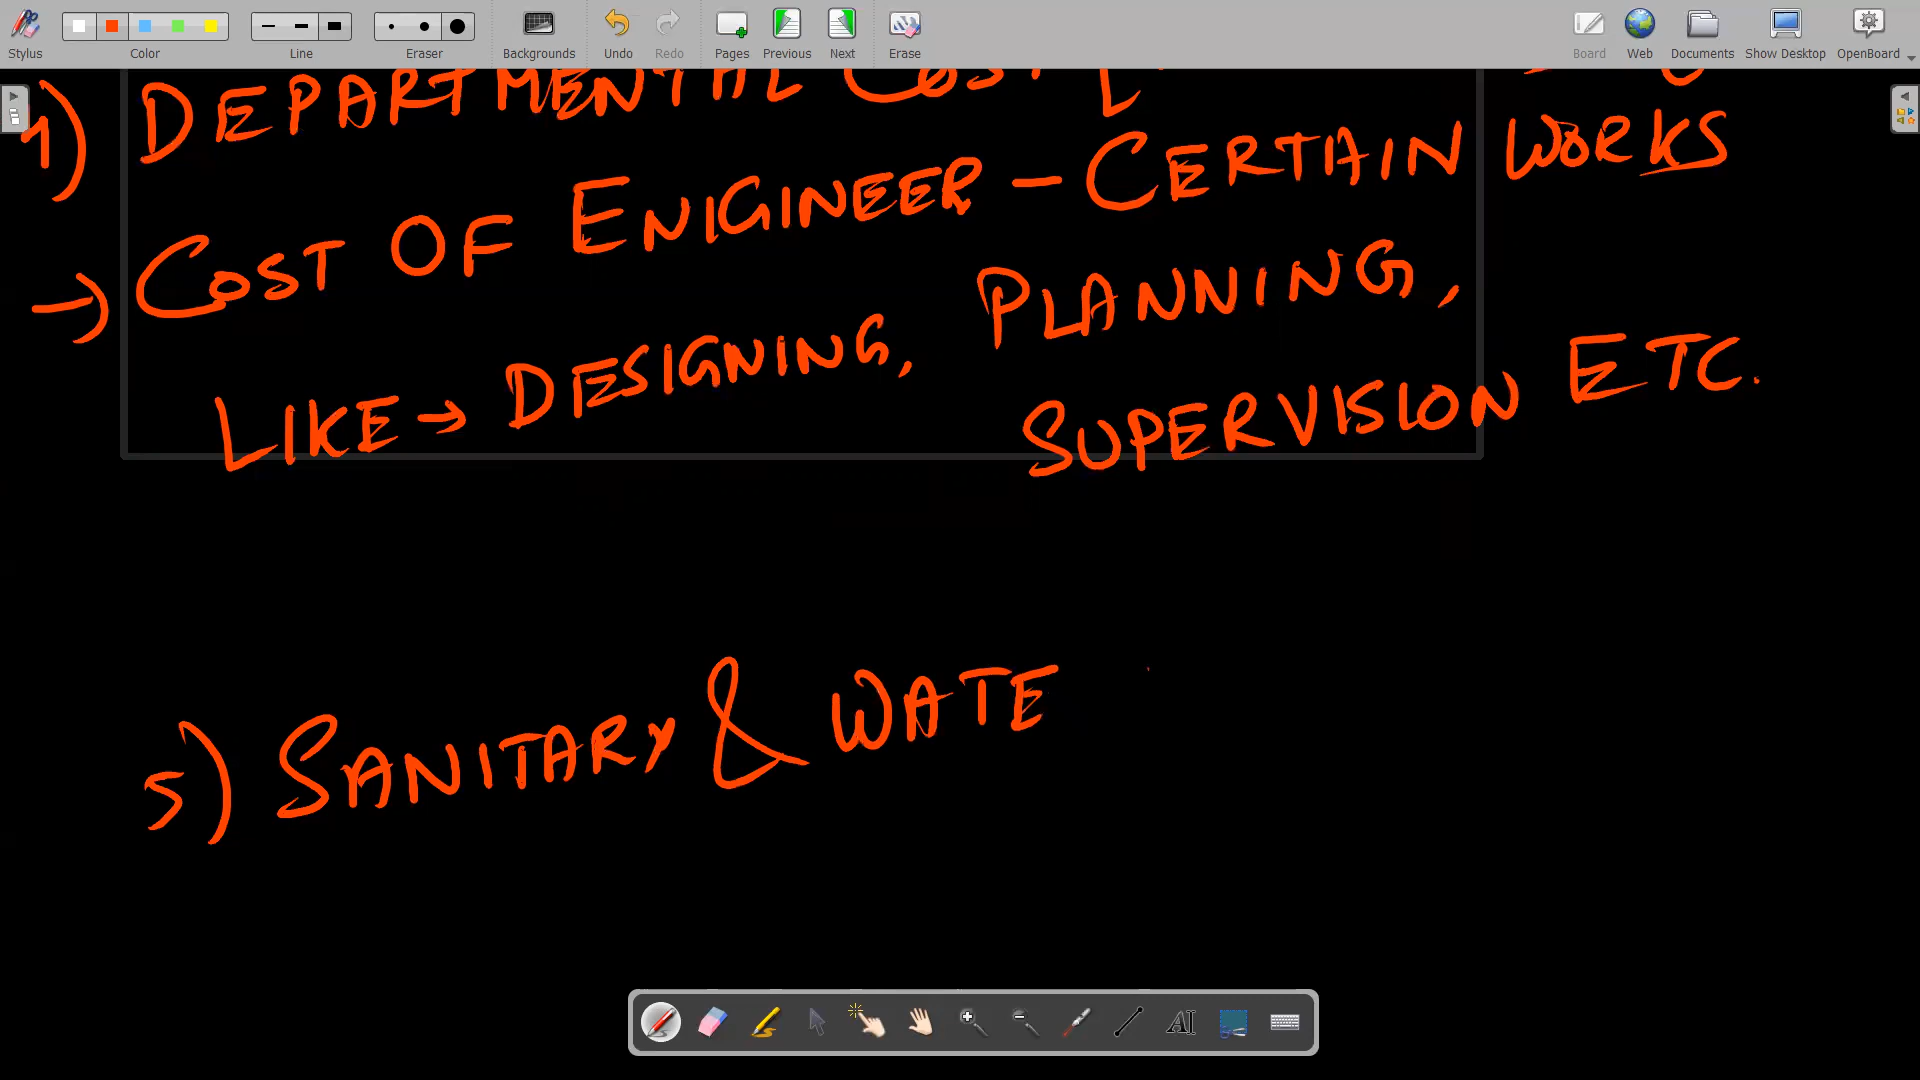 Stylus Color Line Eraser Backgrounds Undo Redo Pages Previous Next Erase Board Web Documents Show Desktop OpenBoard
DEPARTMENTAL COST
→ COST OF ENIGINEER – CERTAIN WORKS
LIKE → DESIGNING, PLANNING,
SUPERVISION ETC.
5) SANITARY & WATE